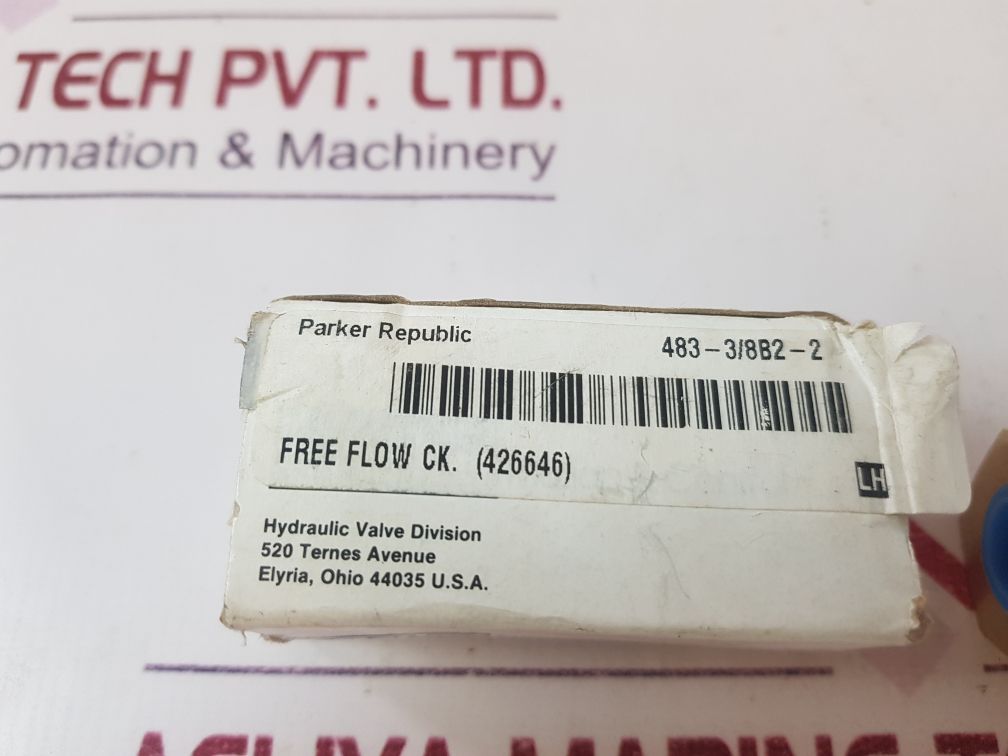 TECH PVT. LTD.
omation & Machinery
Parker Republic
483-3/8B2-2
FREE FLOW CK. (426646)
LH
Hydraulic Valve Division
520 Ternes Avenue
Elyria, Ohio 44035 U.S.A.